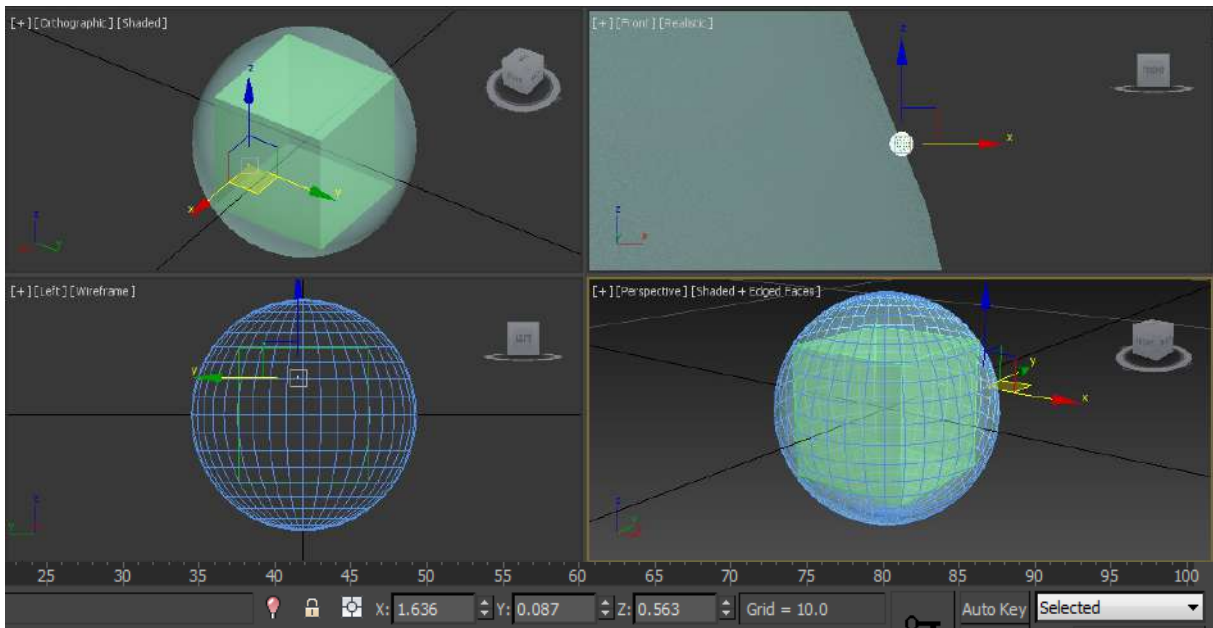 [+][Orthographic][Shaded]
z
x
y
z
y
[+][Front][Realistic]
z
x
FRONT
z
x
[+][Left][Wireframe]
y
LEFT
z
y
[+][Perspective][Shaded + Edged Faces]
y
x
z
25 30 35 40 45 50 55 60 65 70 75 80 85 90 95 100
X: 1.636 Y: 0.087 Z: 0.563 Grid = 10.0 Auto Key Selected